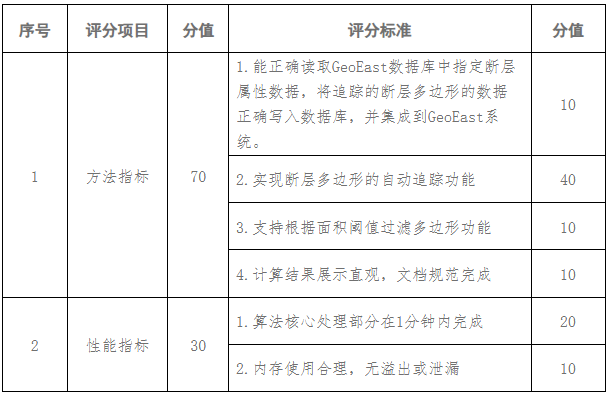 序号 评分项目 分值 评分标准 分值
1 方法指标 70
1.能正确读取GeoEast数据库中指定断层
属性数据，将追踪的断层多边形的数据
正确写入数据库，并集成到GeoEast系
统。
10
2.实现断层多边形的自动追踪功能 40
3.支持根据面积阈值过滤多边形功能 10
4.计算结果展示直观，文档规范完成 10
2 性能指标 30
1.算法核心处理部分在1分钟内完成 20
2.内存使用合理，无溢出或泄漏 10